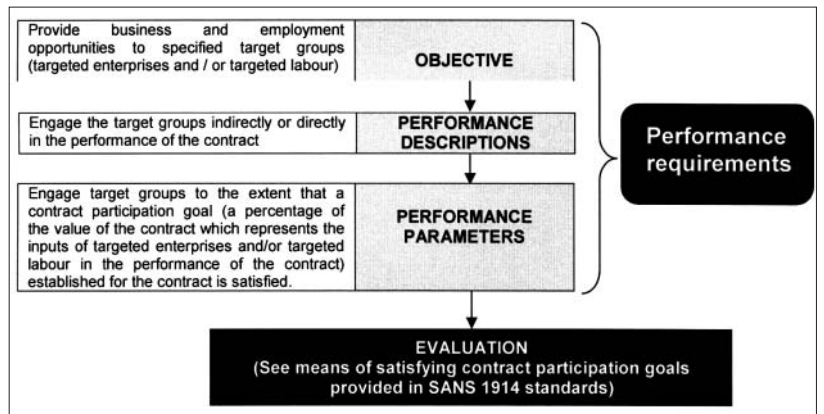 Provide business and employment
opportunities to specified target groups
(targeted enterprises and / or targeted labour)
OBJECTIVE
Engage the target groups indirectly or directly
in the performance of the contract
PERFORMANCE
DESCRIPTIONS
Engage target groups to the extent that a
contract participation goal (a percentage of
the value of the contract which represents the
inputs of targeted enterprises and/or targeted
labour in the performance of the contract)
established for the contract is satisfied.
PERFORMANCE
PARAMETERS
Performance
requirements
EVALUATION
(See means of satisfying contract participation goals
provided in SANS 1914 standards)